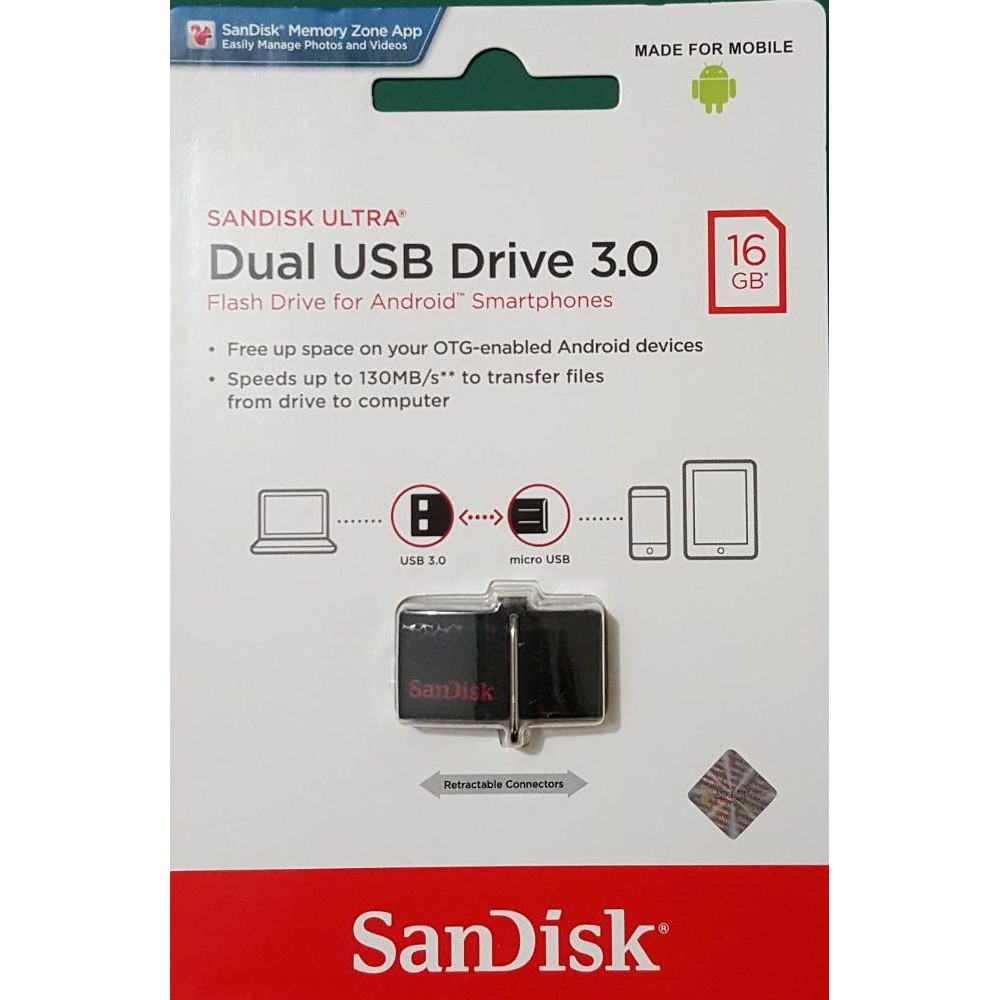 SanDisk® Memory Zone App
Easily Manage Photos and Videos
MADE FOR MOBILE
SANDISK ULTRA®
Dual USB Drive 3.0
Flash Drive for Android™ Smartphones
16
GB*
• Free up space on your OTG-enabled Android devices
• Speeds up to 130MB/s** to transfer files
from drive to computer
USB 3.0
micro USB
SanDisk
Retractable Connectors
SanDisk®